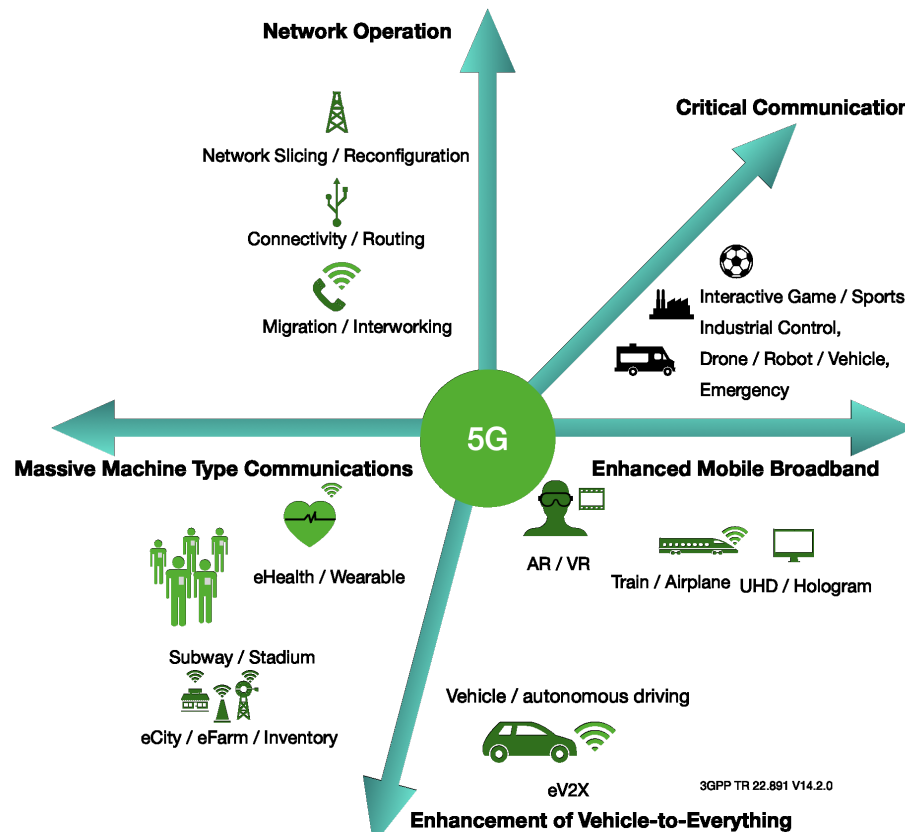 Network Operation
Critical Communication
Network Slicing / Reconfiguration
Connectivity / Routing
Migration / Interworking
Interactive Game / Sports
Industrial Control,
Drone / Robot / Vehicle,
Emergency
5G
Massive Machine Type Communications
Enhanced Mobile Broadband
eHealth / Wearable
AR / VR
Train / Airplane
UHD / Hologram
Subway / Stadium
eCity / eFarm / Inventory
Vehicle / autonomous driving
eV2X
3GPP TR 22.891 V14.2.0
Enhancement of Vehicle-to-Everything